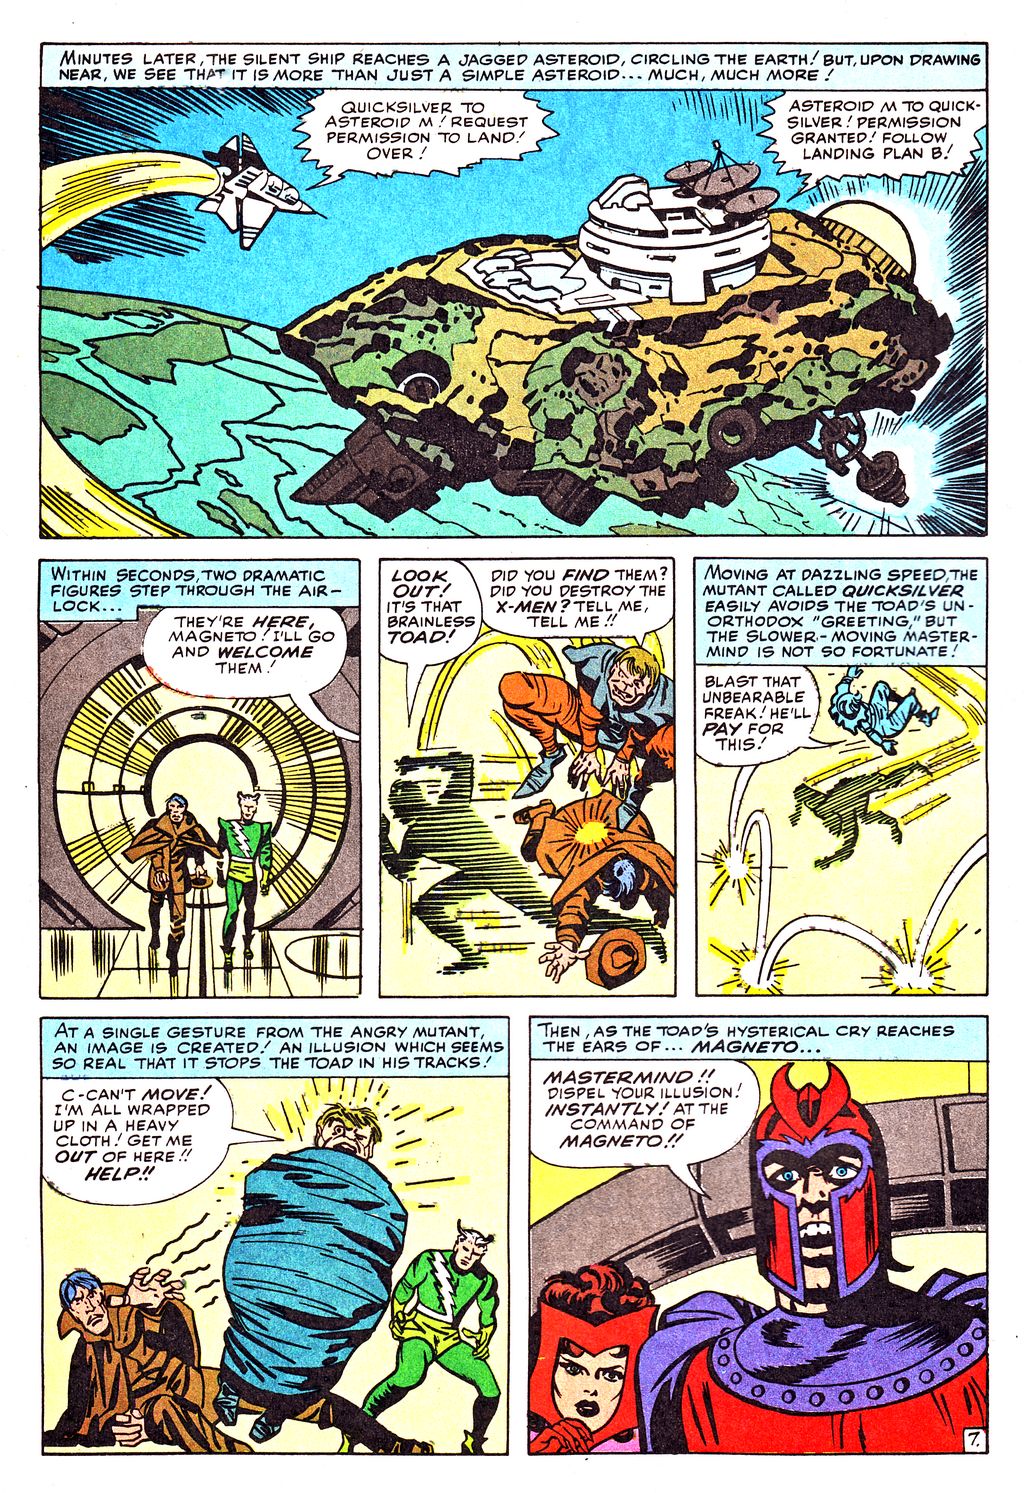 MINUTES LATER, THE SILENT SHIP REACHES A JAGGED ASTEROID, CIRCLING THE EARTH! BUT, UPON DRAWING
NEAR, WE SEE THAT IT IS MORE THAN JUST A SIMPLE ASTEROID... MUCH, MUCH MORE!
QUICKSILVER TO
ASTEROID M! REQUEST
PERMISSION TO LAND!
OVER!
ASTEROID M TO QUICK-
SILVER! PERMISSION
GRANTED! FOLLOW
LANDING PLAN B!
WITHIN SECONDS, TWO DRAMATIC
FIGURES STEP THROUGH THE AIR-
LOCK...
THEY'RE HERE,
MAGNETO! I'LL GO
AND WELCOME
THEM!
LOOK
OUT!
IT'S THAT
BRAINLESS
TOAD!
DID YOU FIND THEM?
DID YOU DESTROY THE
X-MEN? TELL ME,
TELL ME!!
MOVING AT DAZZLING SPEED, THE
MUTANT CALLED QUICKSILVER
EASILY AVOIDS THE TOAD'S UN-
ORTHODOX "GREETING," BUT
THE SLOWER-MOVING MASTER-
MIND IS NOT SO FORTUNATE!
BLAST THAT
UNBEARABLE
FREAK! HE'LL
PAY FOR
THIS!
AT A SINGLE GESTURE FROM THE ANGRY MUTANT,
AN IMAGE IS CREATED! AN ILLUSION WHICH SEEMS
SO REAL THAT IT STOPS THE TOAD IN HIS TRACKS!
C-CAN'T MOVE!
I'M ALL WRAPPED
UP IN A HEAVY
CLOTH! GET ME
OUT OF HERE!!
HELP!!
THEN, AS THE TOAD'S HYSTERICAL CRY REACHES
THE EARS OF... MAGNETO...
MASTERMIND!!
DISPEL YOUR ILLUSION!
INSTANTLY! AT THE
COMMAND OF
MAGNETO!!
7.